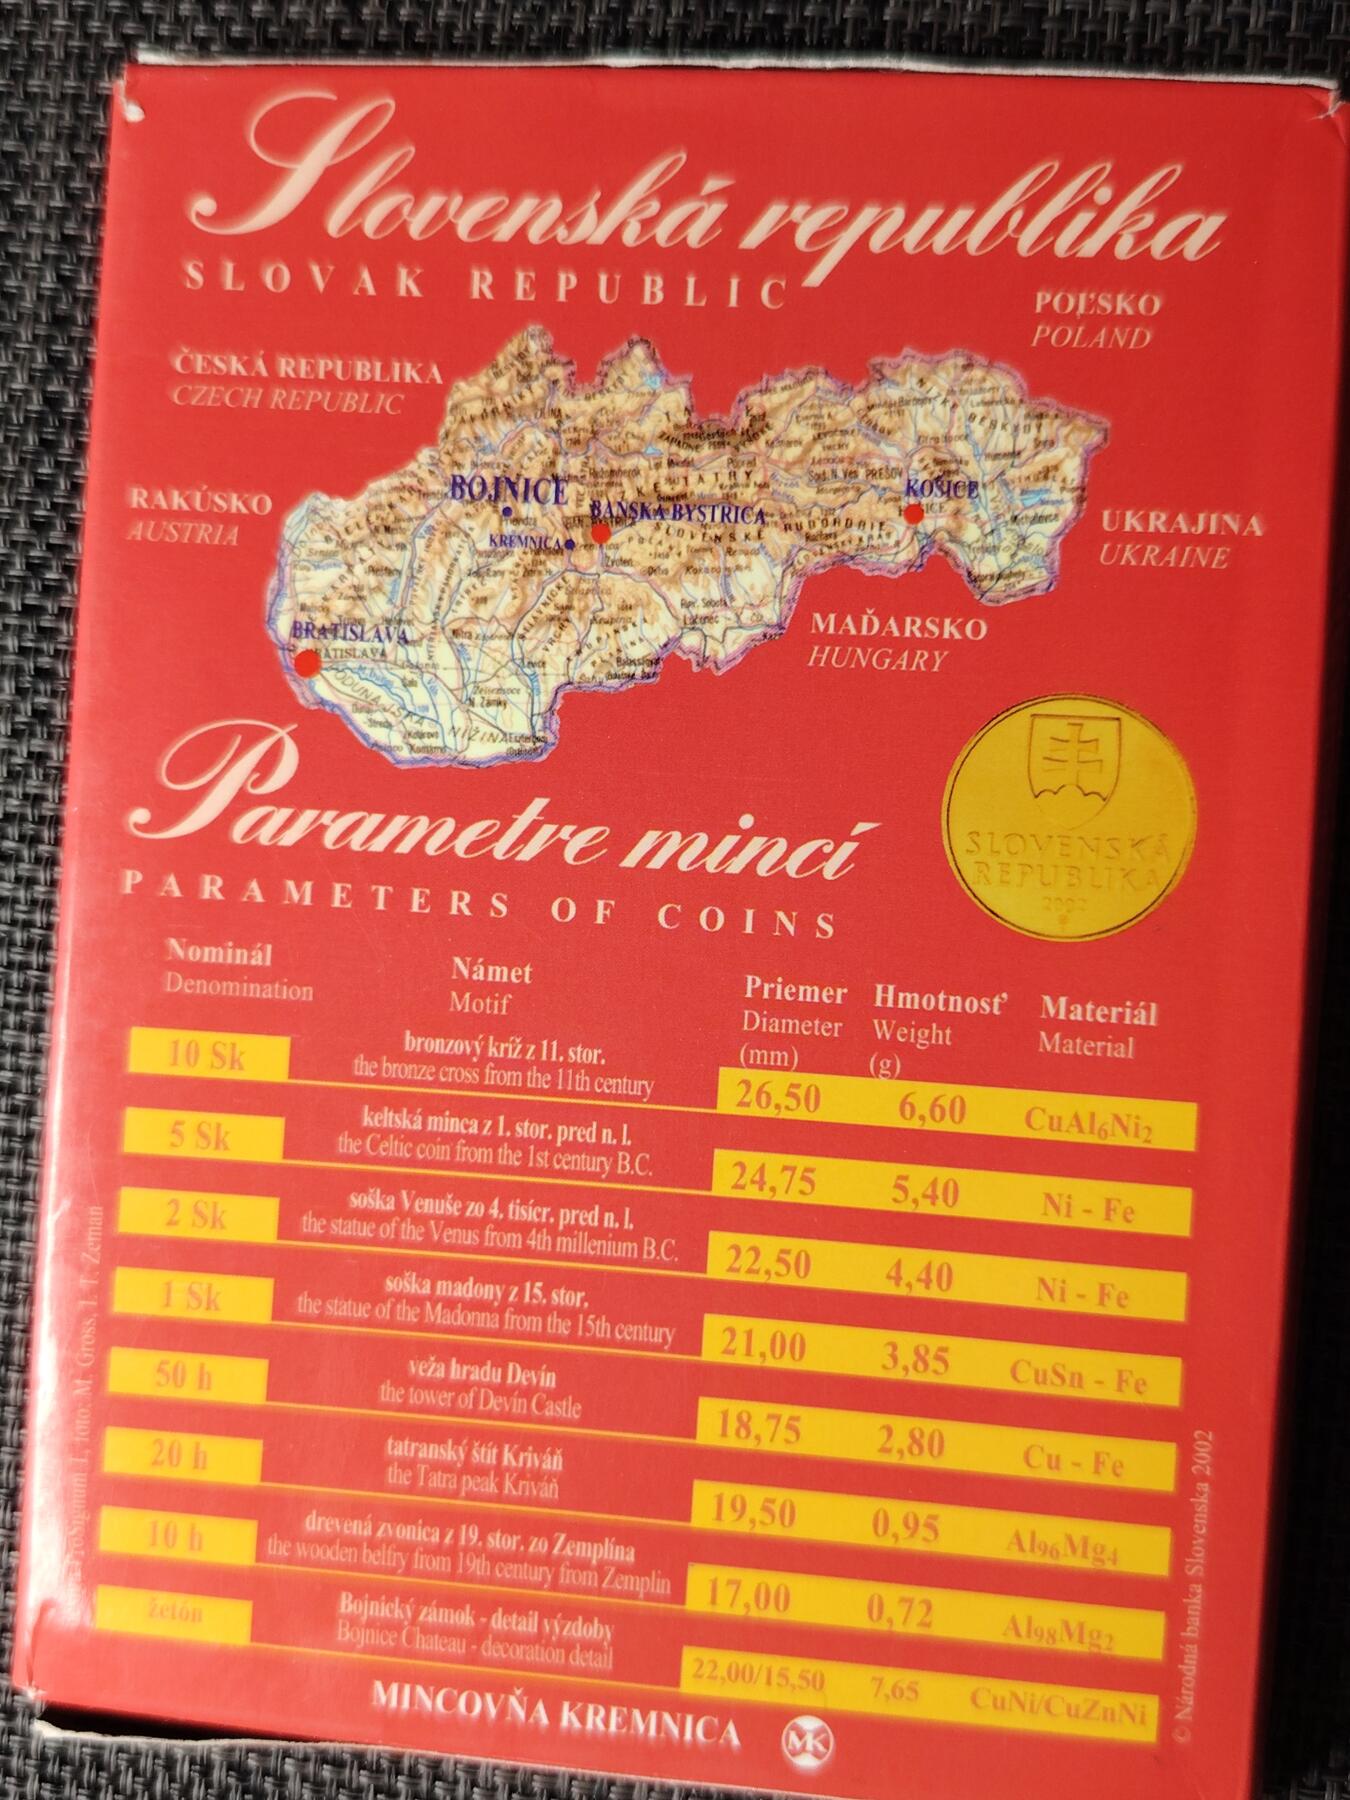 Slovenská republika
SLOVAK REPUBLIC
POĽSKO
POLAND
ČESKÁ REPUBLIKA
CZECH REPUBLIC
RAKÚSKO
AUSTRIA
BOJNICE
BANSKÁ BYSTRICA
KREMNICA
KOŠICE
PREŠOV
UKRAJINA
UKRAINE
BRATISLAVA
BRATISLAVA
MAĎARSKO
HUNGARY
SLOVENSKÁ
REPUBLIKA
2002
Parametre mincí
PARAMETERS OF COINS
Nominál Námet Priemer Hmotnosť Materiál
Denomination Motif Diameter Weight Material
(mm) (g)
10 Sk bronzový kríž z 11. stor.
the bronze cross from the 11th century
26,50 6,60 CuAl6Ni2
5 Sk keltská minca z 1. stor. pred n. l.
the Celtic coin from the 1st century B.C.
24,75 5,40 Ni - Fe
2 Sk soška Venuše zo 4. tisícr. pred n. l.
the statue of the Venus from 4th millenium B.C.
22,50 4,40 Ni - Fe
1 Sk soška madony z 15. stor.
the statue of the Madonna from the 15th century
21,00 3,85 CuSn - Fe
50 h veža hradu Devín
the tower of Devín Castle
18,75 2,80 Cu - Fe
20 h tatranský štít Kriváň
the Tatra peak Kriváň
19,50 0,95 Al96Mg4
10 h drevená zvonica z 19. stor. zo Zemplína
the wooden belfry from 19th century from Zemplin
17,00 0,72 Al98Mg2
žetón Bojnický zámok - detail výzdoby
Bojnice Chateau - decoration detail
22,00/15,50 7,65 CuNi/CuZnNi
MINCOVŇA KREMNICA
MK
foto: M. Gross, I. T. Zeman
© Národná banka Slovenska 2002